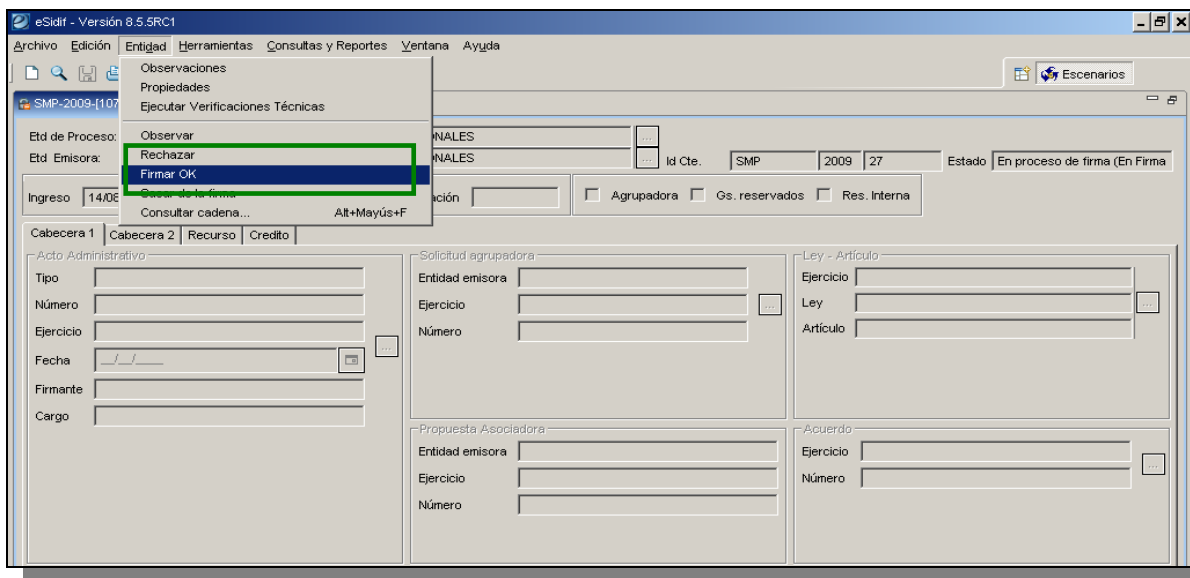 eSidif - Versión 8.5.5RC1
Archivo Edición Entidad Herramientas Consultas y Reportes Ventana Ayuda
Observaciones
Propiedades
Ejecutar Verificaciones Técnicas
Observar
Rechazar
Firmar OK
Sacar de la firma
Consultar cadena... Alt+Mayús+F
Escenarios
SMP-2009-[107
Etd de Proceso: NALES ...
Etd Emisora: NALES ... Id Cte. SMP 2009 27 Estado En proceso de firma (En Firma
Ingreso 14/08 ación Agrupadora Gs. reservados Res. Interna
Cabecera 1 Cabecera 2 Recurso Credito
Acto Administrativo
Tipo
Número
Ejercicio
...
Fecha __/__/____
Firmante
Cargo
Solicitud agrupadora
Entidad emisora
Ejercicio ...
Número
Ley - Artículo
Ejercicio
Ley ...
Artículo
Propuesta Asociadora
Entidad emisora
Ejercicio
Número
Acuerdo
Ejercicio
...
Número